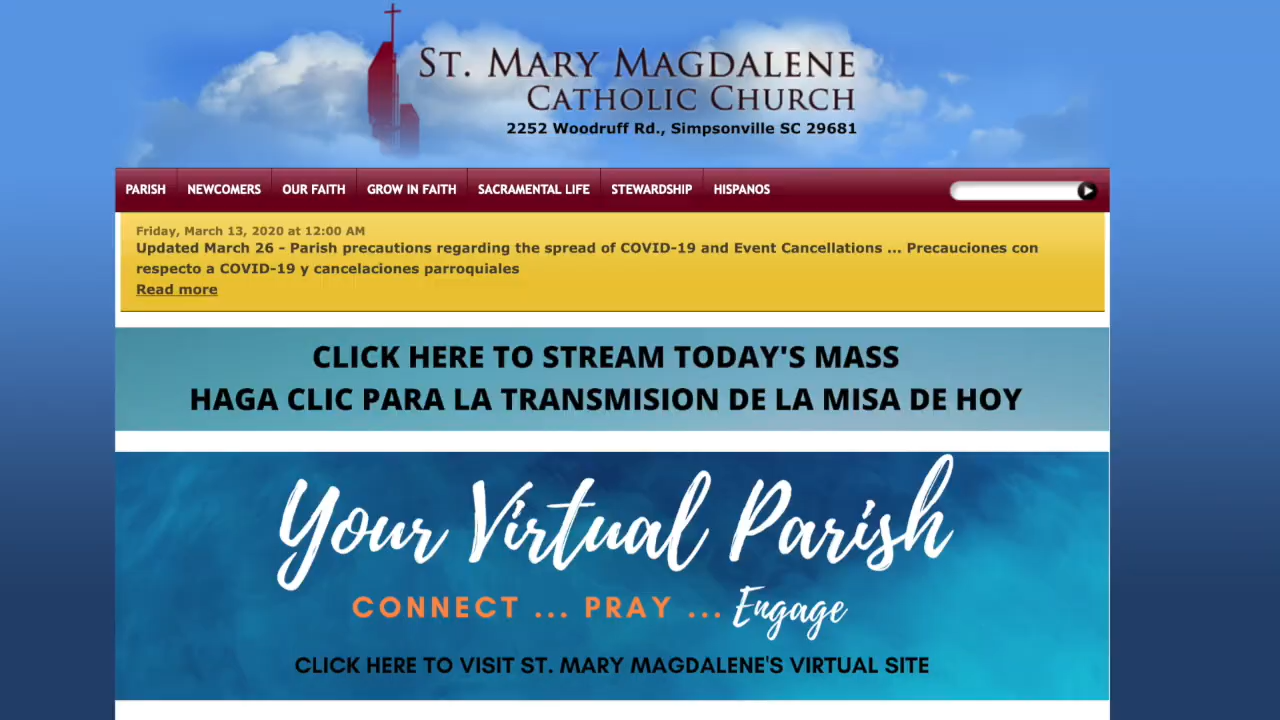 ST. MARY MAGDALENE
CATHOLIC CHURCH
2252 Woodruff Rd., Simpsonville SC 29681
PARISH NEWCOMERS OUR FAITH GROW IN FAITH SACRAMENTAL LIFE STEWARDSHIP HISPANOS
Friday, March 13, 2020 at 12:00 AM
Updated March 26 - Parish precautions regarding the spread of COVID-19 and Event Cancellations ... Precauciones con
respecto a COVID-19 y cancelaciones parroquiales
Read more
CLICK HERE TO STREAM TODAY'S MASS
HAGA CLIC PARA LA TRANSMISION DE LA MISA DE HOY
Your Virtual Parish
CONNECT ... PRAY ... Engage
CLICK HERE TO VISIT ST. MARY MAGDALENE'S VIRTUAL SITE